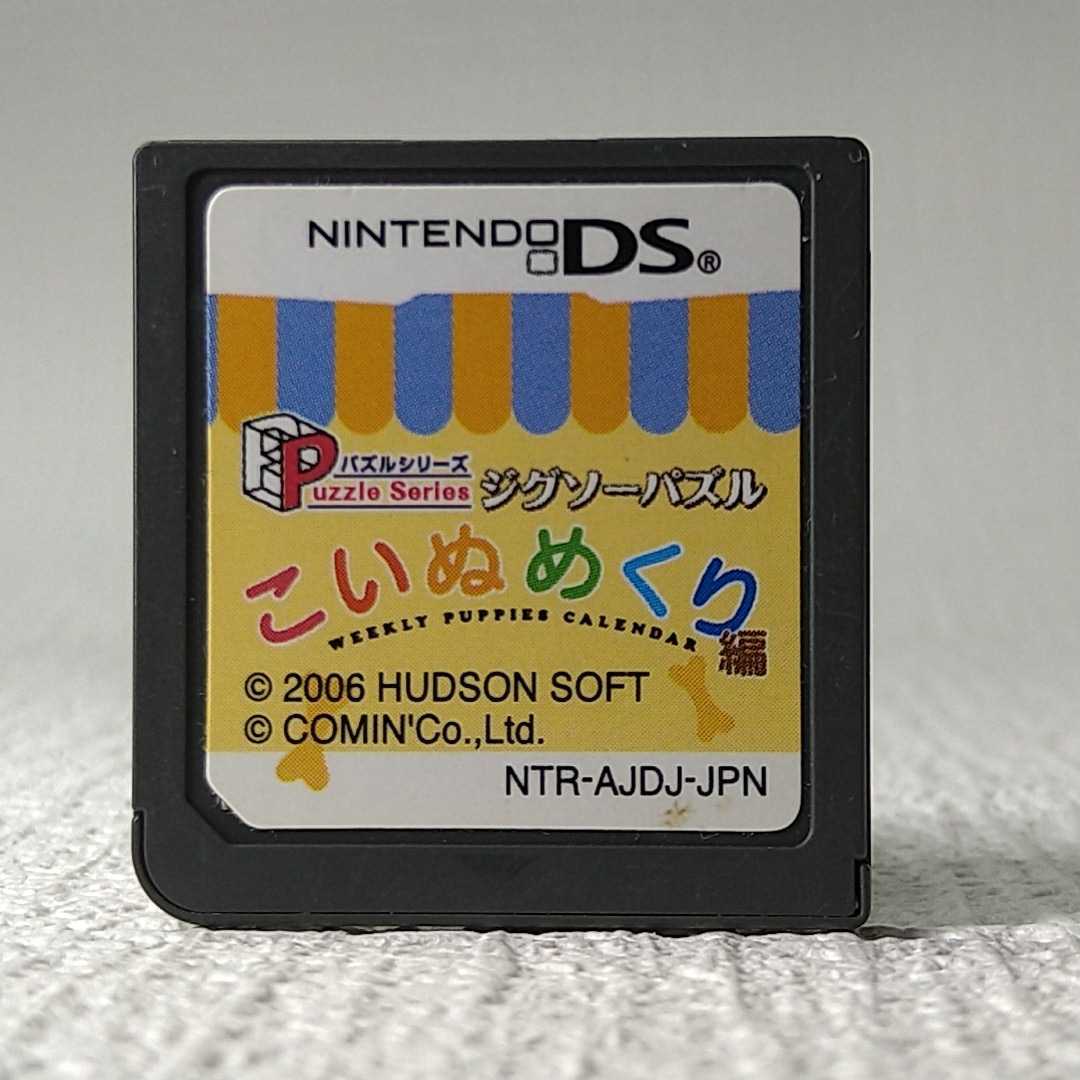 NINTENDO DS®
パズルシリーズ
Puzzle Series ジグソーパズル
こいぬめくり編
WEEKLY PUPPIES CALENDAR
© 2006 HUDSON SOFT
© COMIN'Co.,Ltd.
NTR-AJDJ-JPN